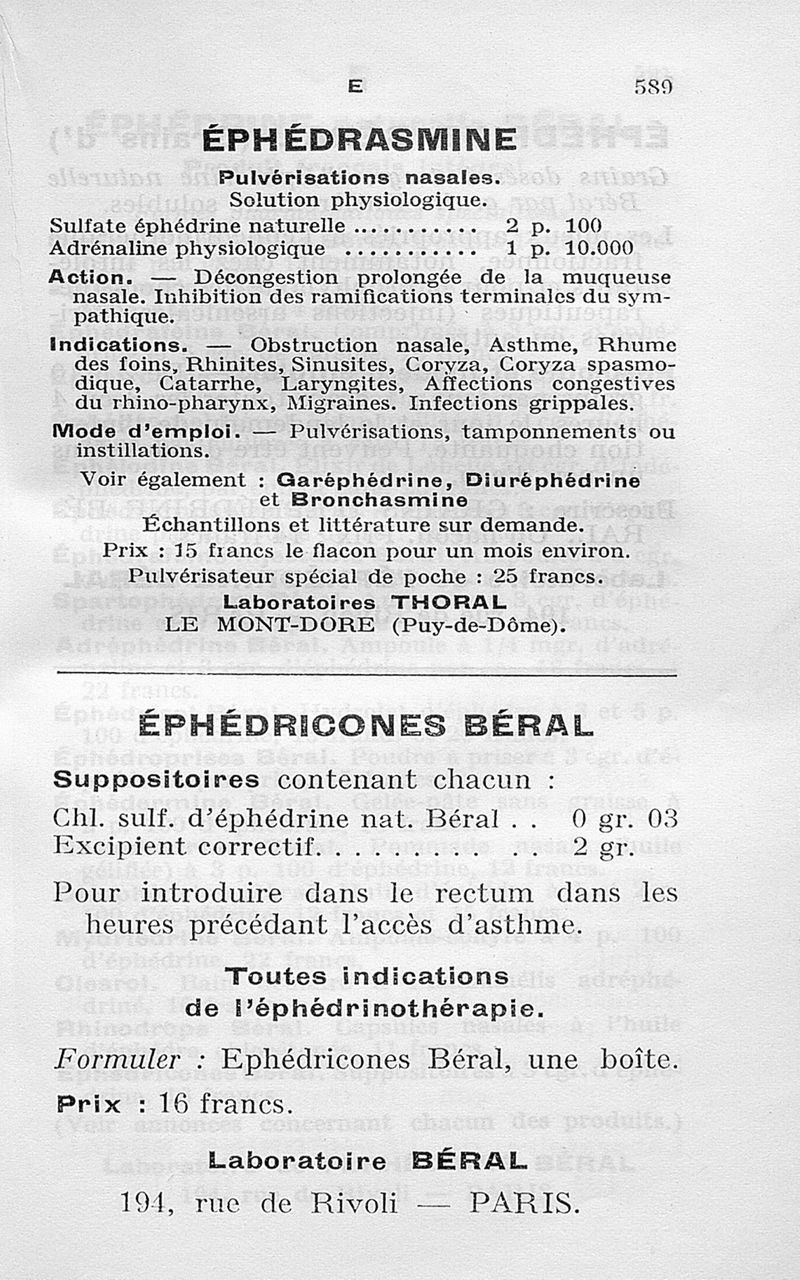 E 589
ÉPHÉDRASMINE
Pulvérisations nasales.
Solution physiologique.
Sulfate éphédrine naturelle ........... 2 p. 100
Adrénaline physiologique ........... 1 p. 10.000
Action. — Décongestion prolongée de la muqueuse
nasale. Inhibition des ramifications terminales du sym-
pathique.
Indications. — Obstruction nasale, Asthme, Rhume
des foins, Rhinites, Sinusites, Coryza, Coryza spasmo-
dique, Catarrhe, Laryngites, Affections congestives
du rhino-pharynx, Migraines. Infections grippales.
Mode d'emploi. — Pulvérisations, tamponnements ou
instillations.
Voir également : Garéphédrine, Diuréphédrine
et Bronchasmine
Échantillons et littérature sur demande.
Prix : 15 francs le flacon pour un mois environ.
Pulvérisateur spécial de poche : 25 francs.
Laboratoires THORAL
LE MONT-DORE (Puy-de-Dôme).
ÉPHÉDRICONES BÉRAL
Suppositoires contenant chacun :
Chl. sulf. d'éphédrine nat. Béral . . 0 gr. 03
Excipient correctif. . . . . . . . . 2 gr.
Pour introduire dans le rectum dans les
heures précédant l'accès d'asthme.
Toutes indications
de l'éphédrinothérapie.
Formuler : Ephédricones Béral, une boîte.
Prix : 16 francs.
Laboratoire BÉRAL
194, rue de Rivoli — PARIS.